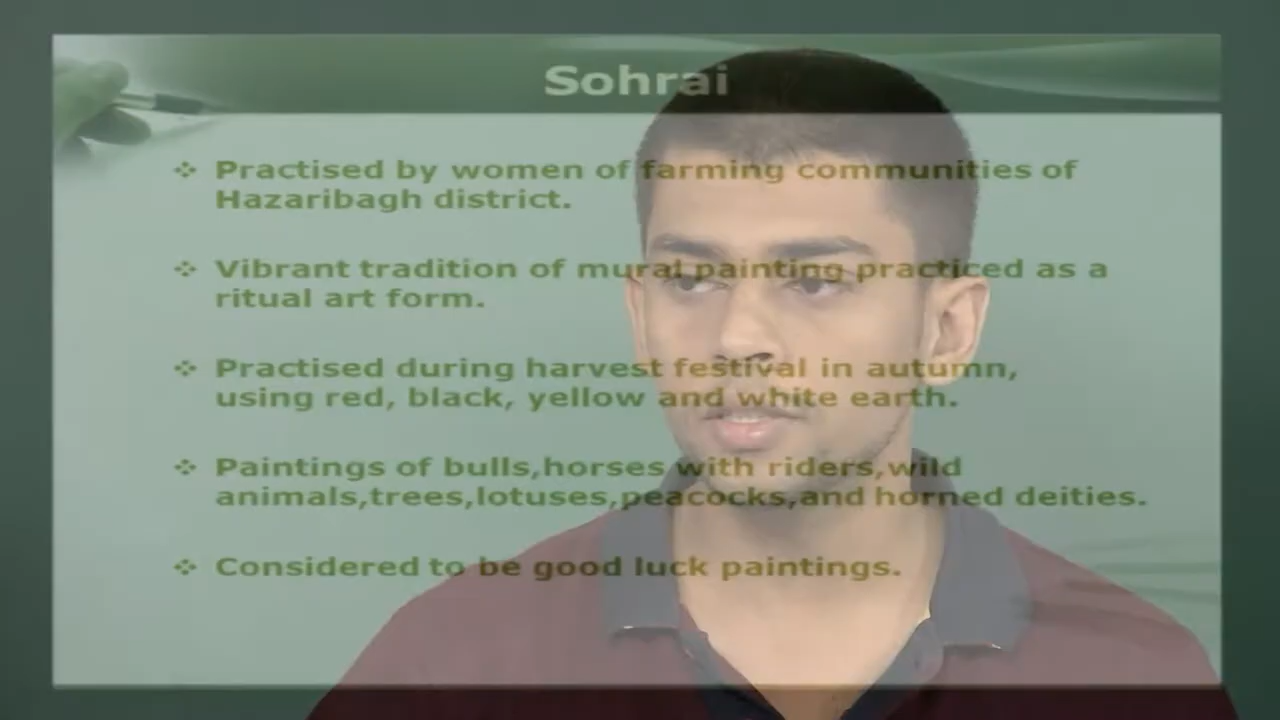 Sohrai
❖ Practised by women of farming communities of
Hazaribagh district.
❖ Vibrant tradition of mural painting practiced as a
ritual art form.
❖ Practised during harvest festival in autumn,
using red, black, yellow and white earth.
❖ Paintings of bulls,horses with riders,wild
animals,trees,lotuses,peacocks,and horned deities.
❖ Considered to be good luck paintings.